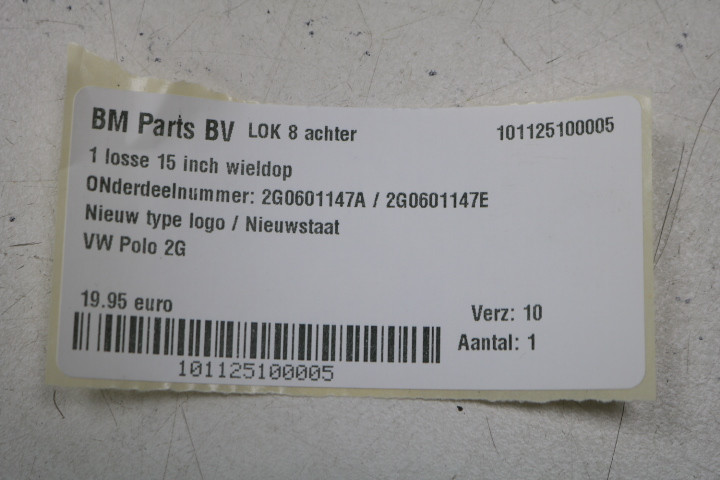 BM Parts BV LOK 8 achter 101125100005
1 losse 15 inch wieldop
ONderdeelnummer: 2G0601147A / 2G0601147E
Nieuw type logo / Nieuwstaat
VW Polo 2G
19.95 euro Verz: 10
Aantal: 1
101125100005